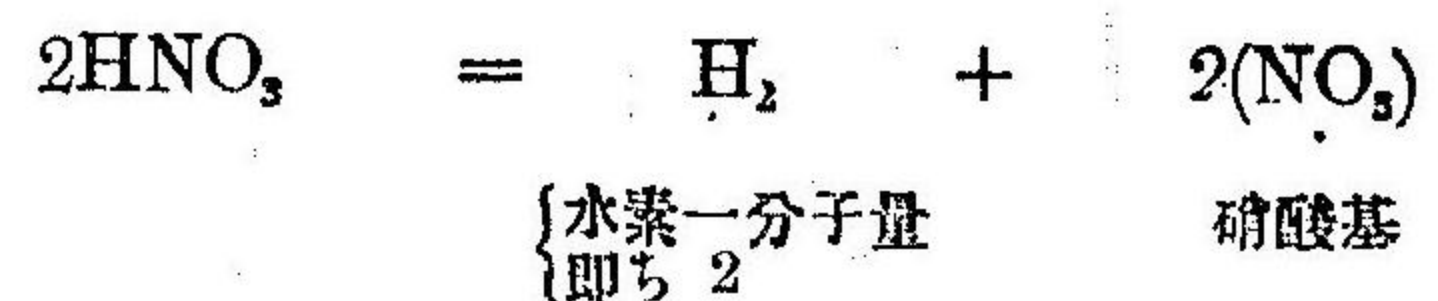 2HNO₃ = H₂ + 2(NO₃)
水素一分子量 硝酸基
即ち 2